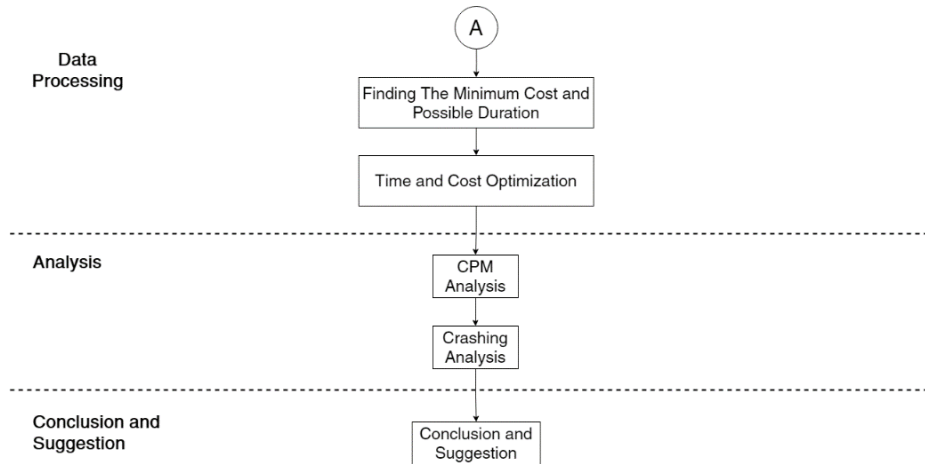 A
Data
Processing
Finding The Minimum Cost and
Possible Duration
Time and Cost Optimization
Analysis
CPM
Analysis
Crashing
Analysis
Conclusion and
Suggestion
Conclusion and
Suggestion